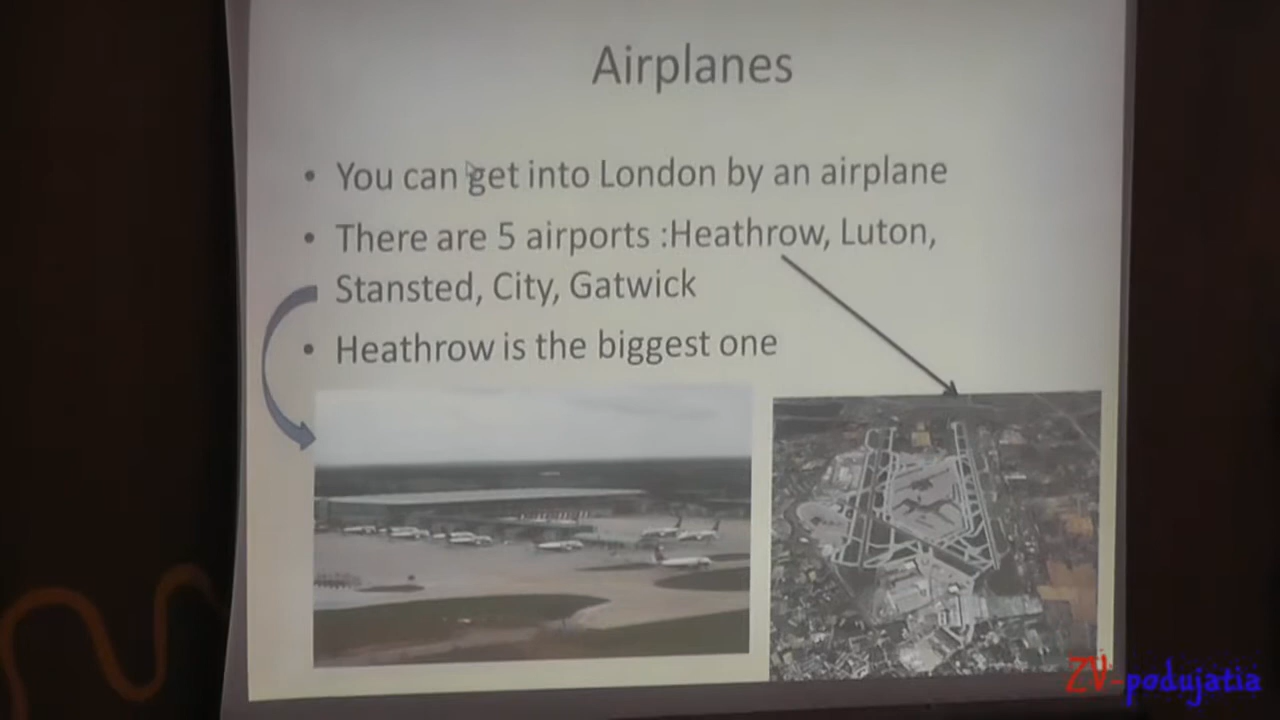 Airplanes
• You can get into London by an airplane
• There are 5 airports :Heathrow, Luton,
Stansted, City, Gatwick
• Heathrow is the biggest one
ZV-podujatia